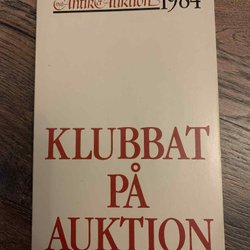 Antik & Auktion 1984
KLUBBAT
PÅ
AUKTION